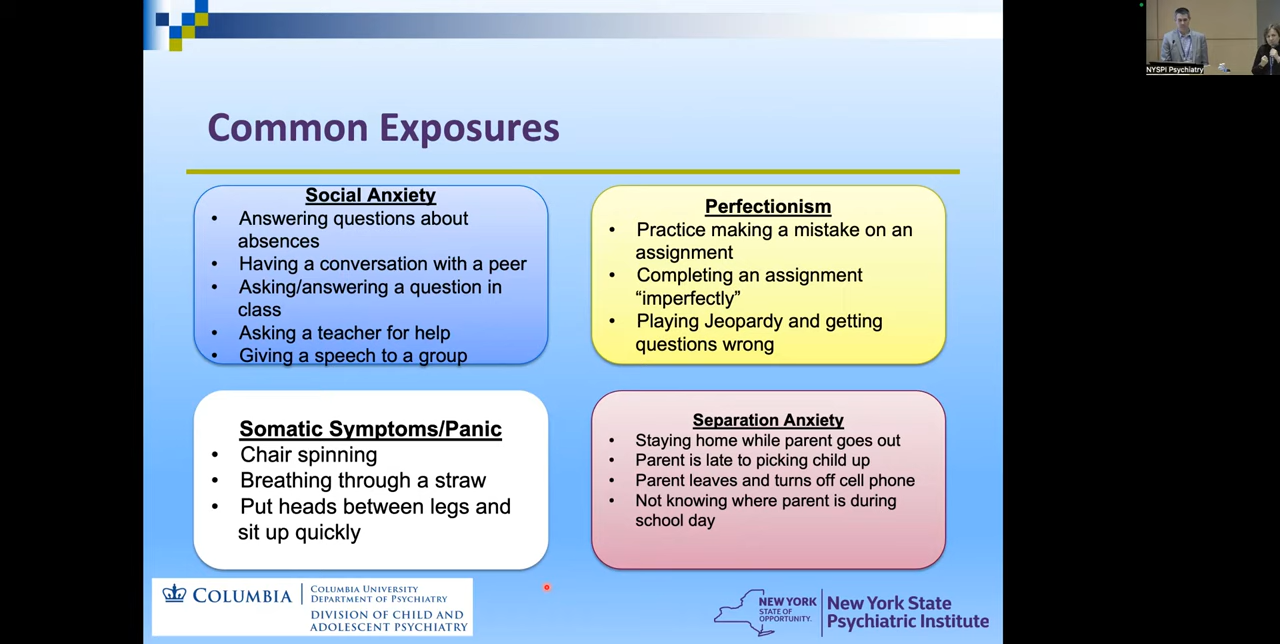 NYSPI Psychiatry
Common Exposures
Social Anxiety
• Answering questions about
absences
• Having a conversation with a peer
• Asking/answering a question in
class
• Asking a teacher for help
• Giving a speech to a group
Perfectionism
• Practice making a mistake on an
assignment
• Completing an assignment
“imperfectly”
• Playing Jeopardy and getting
questions wrong
Somatic Symptoms/Panic
• Chair spinning
• Breathing through a straw
• Put heads between legs and
sit up quickly
Separation Anxiety
• Staying home while parent goes out
• Parent is late to picking child up
• Parent leaves and turns off cell phone
• Not knowing where parent is during
school day
COLUMBIA
COLUMBIA UNIVERSITY
DEPARTMENT OF PSYCHIATRY
DIVISION OF CHILD AND
ADOLESCENT PSYCHIATRY
NEW YORK
STATE OF
OPPORTUNITY.
New York State
Psychiatric Institute